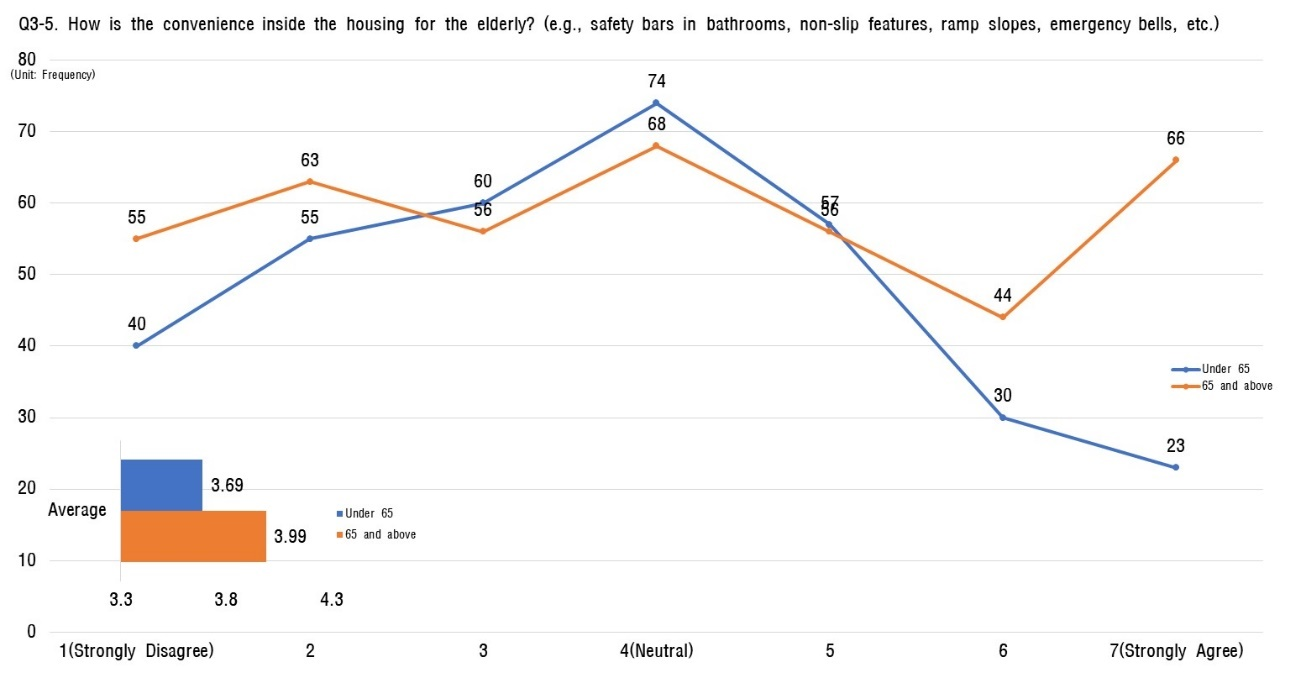 Q3-5. How is the convenience inside the housing for the elderly? (e.g., safety bars in bathrooms, non-slip features, ramp slopes, emergency bells, etc.)
80
(Unit: Frequency)
74
70
68
66
63
60
60
57
56
56
55
55
50
44
40
40
Under 65
65 and above
30
30
23
20
3.69
Average
Under 65
3.99
65 and above
10
3.3 3.8 4.3
0
1(Strongly Disagree) 2 3 4(Neutral) 5 6 7(Strongly Agree)